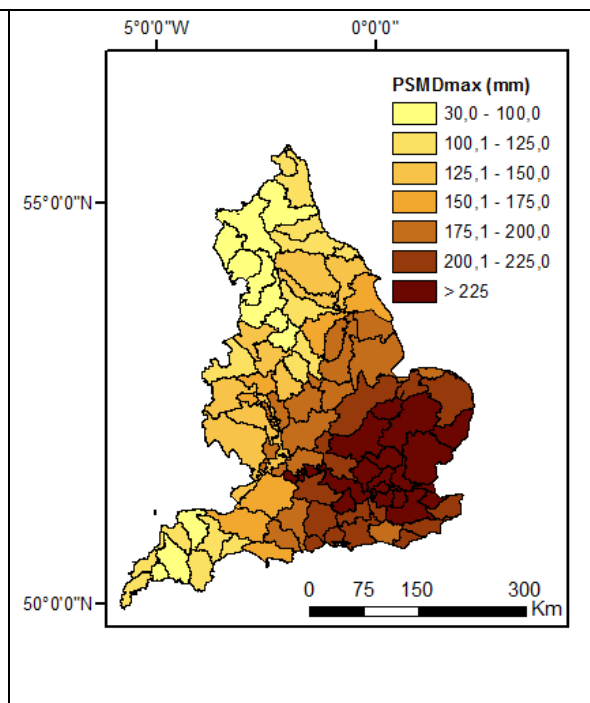 5°0'0"W 0°0'0"
PSMDmax (mm)
30,0 - 100,0
100,1 - 125,0
125,1 - 150,0
150,1 - 175,0
175,1 - 200,0
200,1 - 225,0
> 225
55°0'0"N
50°0'0"N
0 75 150 300
Km